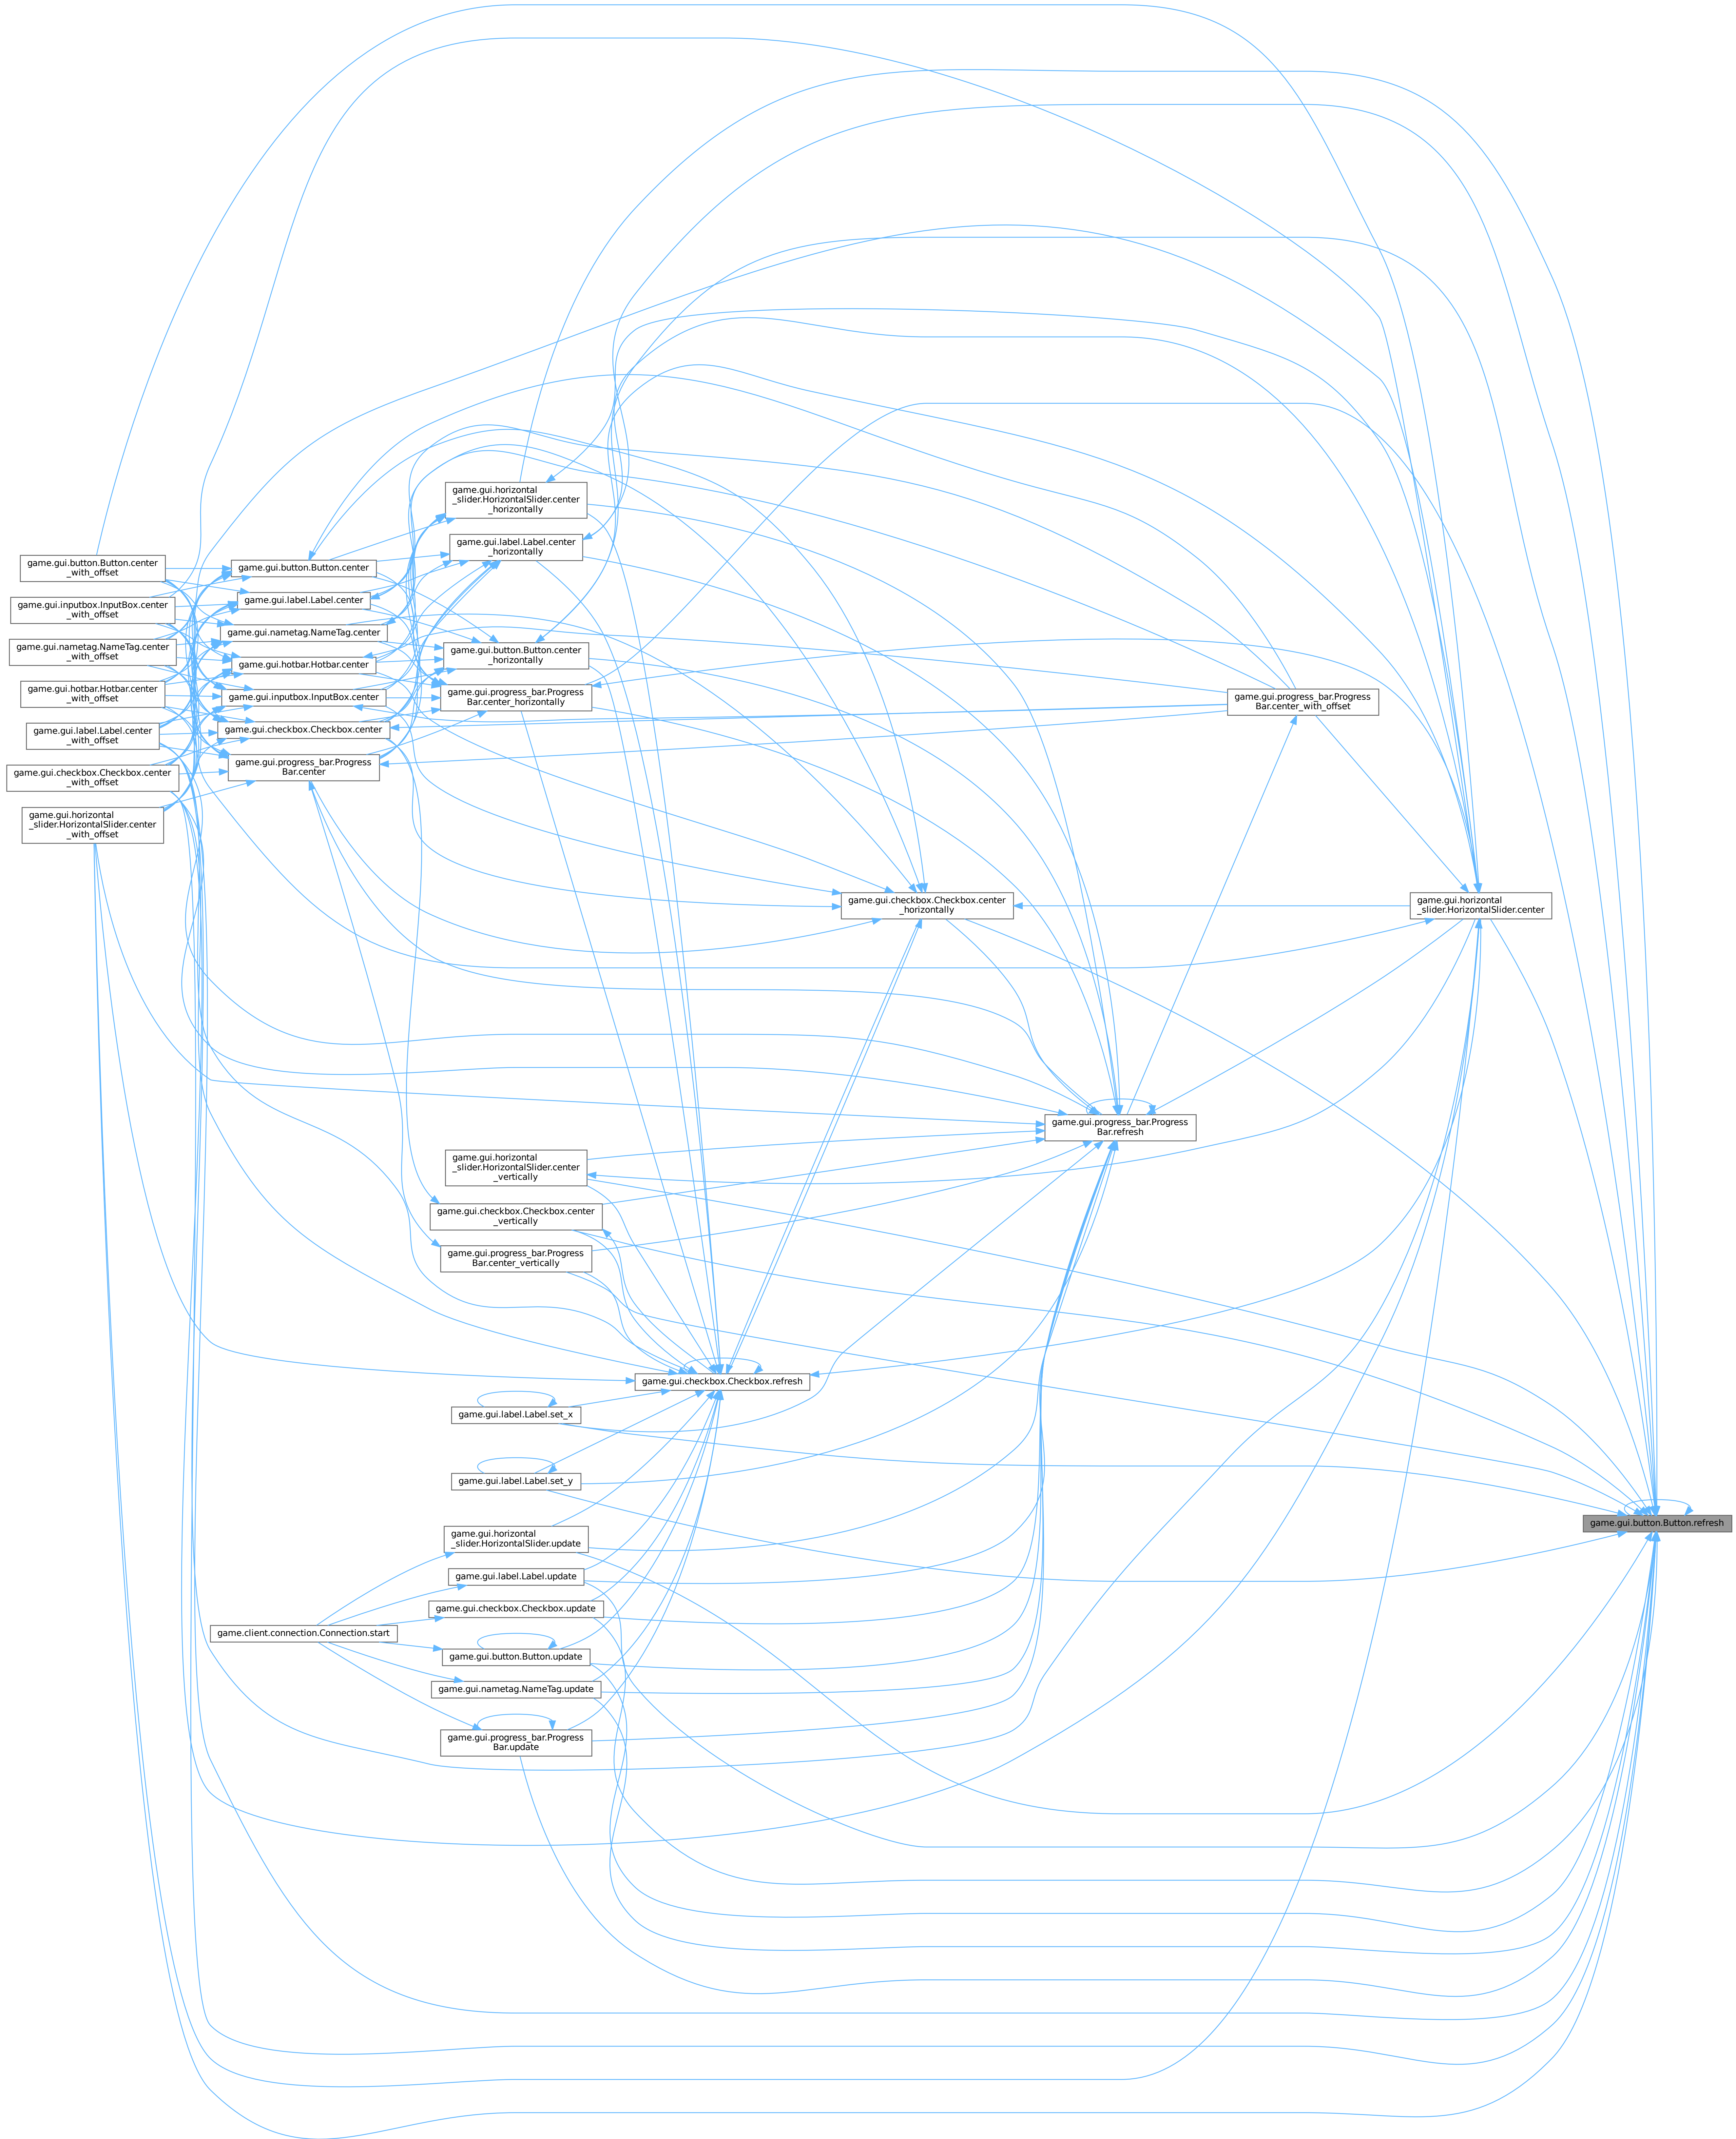 game.gui.horizontal
_slider.HorizontalSlider.center
_horizontally
game.gui.label.Label.center
_horizontally
game.gui.button.Button.center
_with_offset
game.gui.button.Button.center
game.gui.inputbox.InputBox.center
_with_offset
game.gui.label.Label.center
game.gui.nametag.NameTag.center
game.gui.nametag.NameTag.center
_with_offset
game.gui.button.Button.center
_horizontally
game.gui.hotbar.Hotbar.center
game.gui.hotbar.Hotbar.center
_with_offset
game.gui.inputbox.InputBox.center
game.gui.progress_bar.Progress
Bar.center_horizontally
game.gui.progress_bar.Progress
Bar.center_with_offset
game.gui.label.Label.center
_with_offset
game.gui.checkbox.Checkbox.center
game.gui.progress_bar.Progress
Bar.center
game.gui.checkbox.Checkbox.center
_with_offset
game.gui.horizontal
_slider.HorizontalSlider.center
_with_offset
game.gui.checkbox.Checkbox.center
_horizontally
game.gui.horizontal
_slider.HorizontalSlider.center
game.gui.progress_bar.Progress
Bar.refresh
game.gui.horizontal
_slider.HorizontalSlider.center
_vertically
game.gui.checkbox.Checkbox.center
_vertically
game.gui.progress_bar.Progress
Bar.center_vertically
game.gui.checkbox.Checkbox.refresh
game.gui.label.Label.set_x
game.gui.label.Label.set_y
game.gui.button.Button.refresh
game.gui.horizontal
_slider.HorizontalSlider.update
game.gui.label.Label.update
game.gui.checkbox.Checkbox.update
game.client.connection.Connection.start
game.gui.button.Button.update
game.gui.nametag.NameTag.update
game.gui.progress_bar.Progress
Bar.update